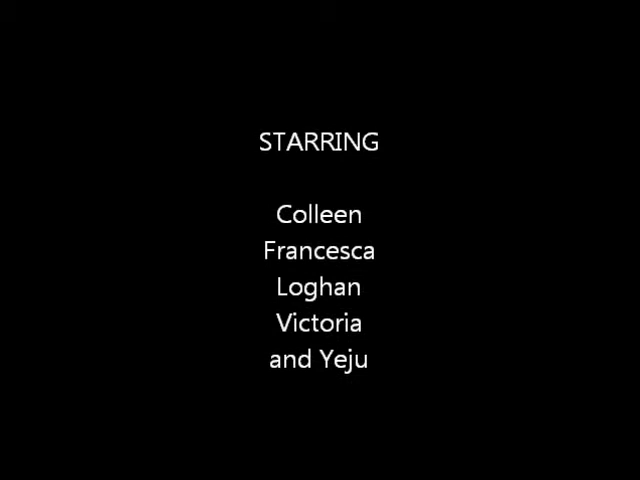 STARRING
Colleen
Francesca
Loghan
Victoria
and Yeju